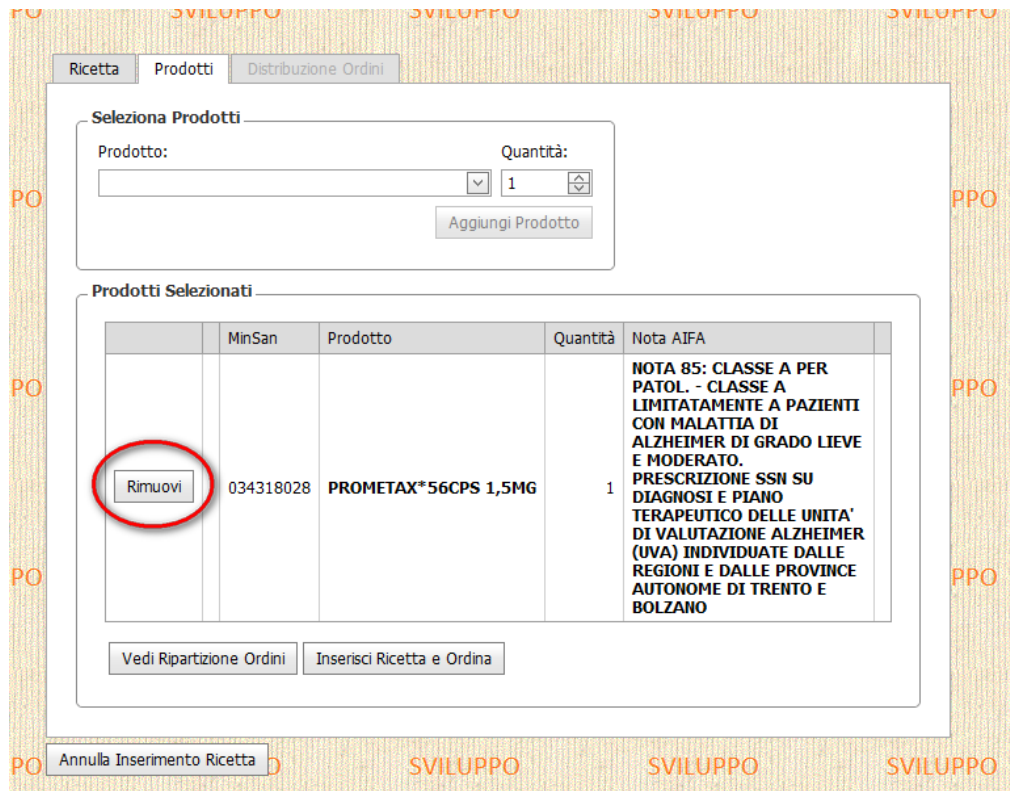 PO SVILUPPO SVILUPPO SVILUPPO SVILUPPO
Ricetta Prodotti Distribuzione Ordini
Seleziona Prodotti
Prodotto: Quantità:
1
PO PPO
Aggiungi Prodotto
Prodotti Selezionati
MinSan Prodotto Quantità Nota AIFA
NOTA 85: CLASSE A PER
PATOL. - CLASSE A
PO PPO
LIMITATAMENTE A PAZIENTI
CON MALATTIA DI
ALZHEIMER DI GRADO LIEVE
E MODERATO.
PRESCRIZIONE SSN SU
Rimuovi 034318028 PROMETAX*56CPS 1,5MG 1
DIAGNOSI E PIANO
TERAPEUTICO DELLE UNITA'
DI VALUTAZIONE ALZHEIMER
(UVA) INDIVIDUATE DALLE
REGIONI E DALLE PROVINCE
PO PPO
AUTONOME DI TRENTO E
BOLZANO
Vedi Ripartizione Ordini Inserisci Ricetta e Ordina
Annulla Inserimento Ricetta
PO O SVILUPPO SVILUPPO SVILUPPO